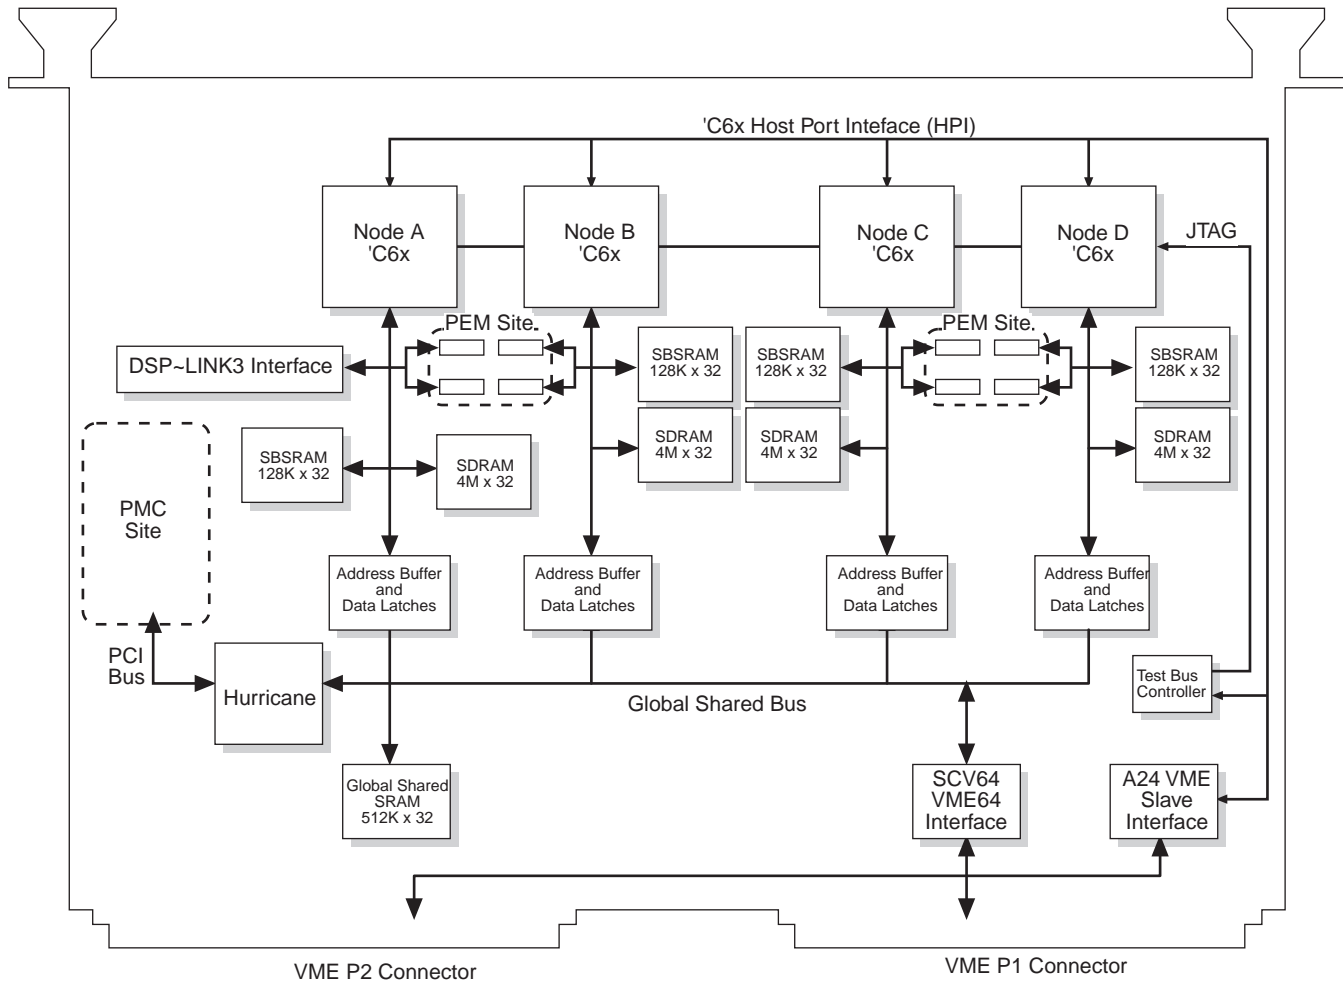 'C6x Host Port Inteface (HPI)
Node A
'C6x
Node B
'C6x
Node C
'C6x
Node D
'C6x
JTAG
PEM Site
PEM Site
DSP~LINK3 Interface
SBSRAM
128K x 32
SBSRAM
128K x 32
SBSRAM
128K x 32
SDRAM
4M x 32
SDRAM
4M x 32
SDRAM
4M x 32
SBSRAM
128K x 32
SDRAM
4M x 32
PMC
Site
Address Buffer
and
Data Latches
Address Buffer
and
Data Latches
Address Buffer
and
Data Latches
Address Buffer
and
Data Latches
PCI
Bus
Hurricane
Global Shared Bus
Test Bus
Controller
Global Shared
SRAM
512K x 32
SCV64
VME64
Interface
A24 VME
Slave
Interface
VME P2 Connector
VME P1 Connector